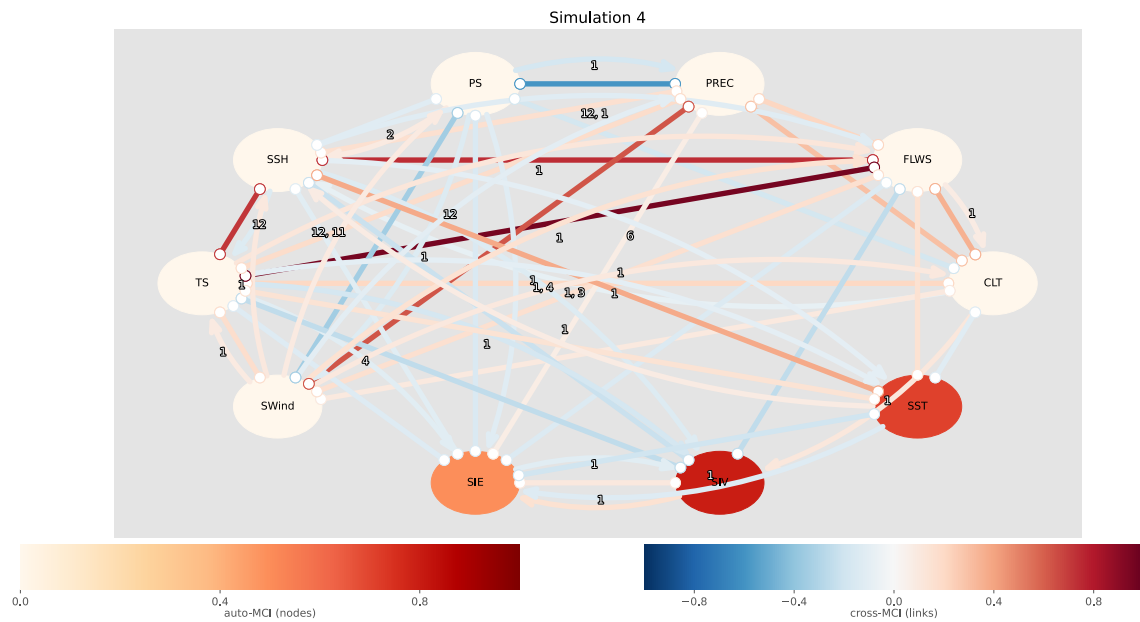 Simulation 4
1
PS
PREC
12, 1
2
SSH
FLWS
1
12
12
12, 11
1
6
1
1
1
TS
CLT
1
1
1, 4
1, 3
1
1
1
1
4
SWind
1
SST
1
1
SIE
SIV
1
0.0
0.4
0.8
auto-MCI (nodes)
−0.8
−0.4
0.0
0.4
0.8
cross-MCI (links)